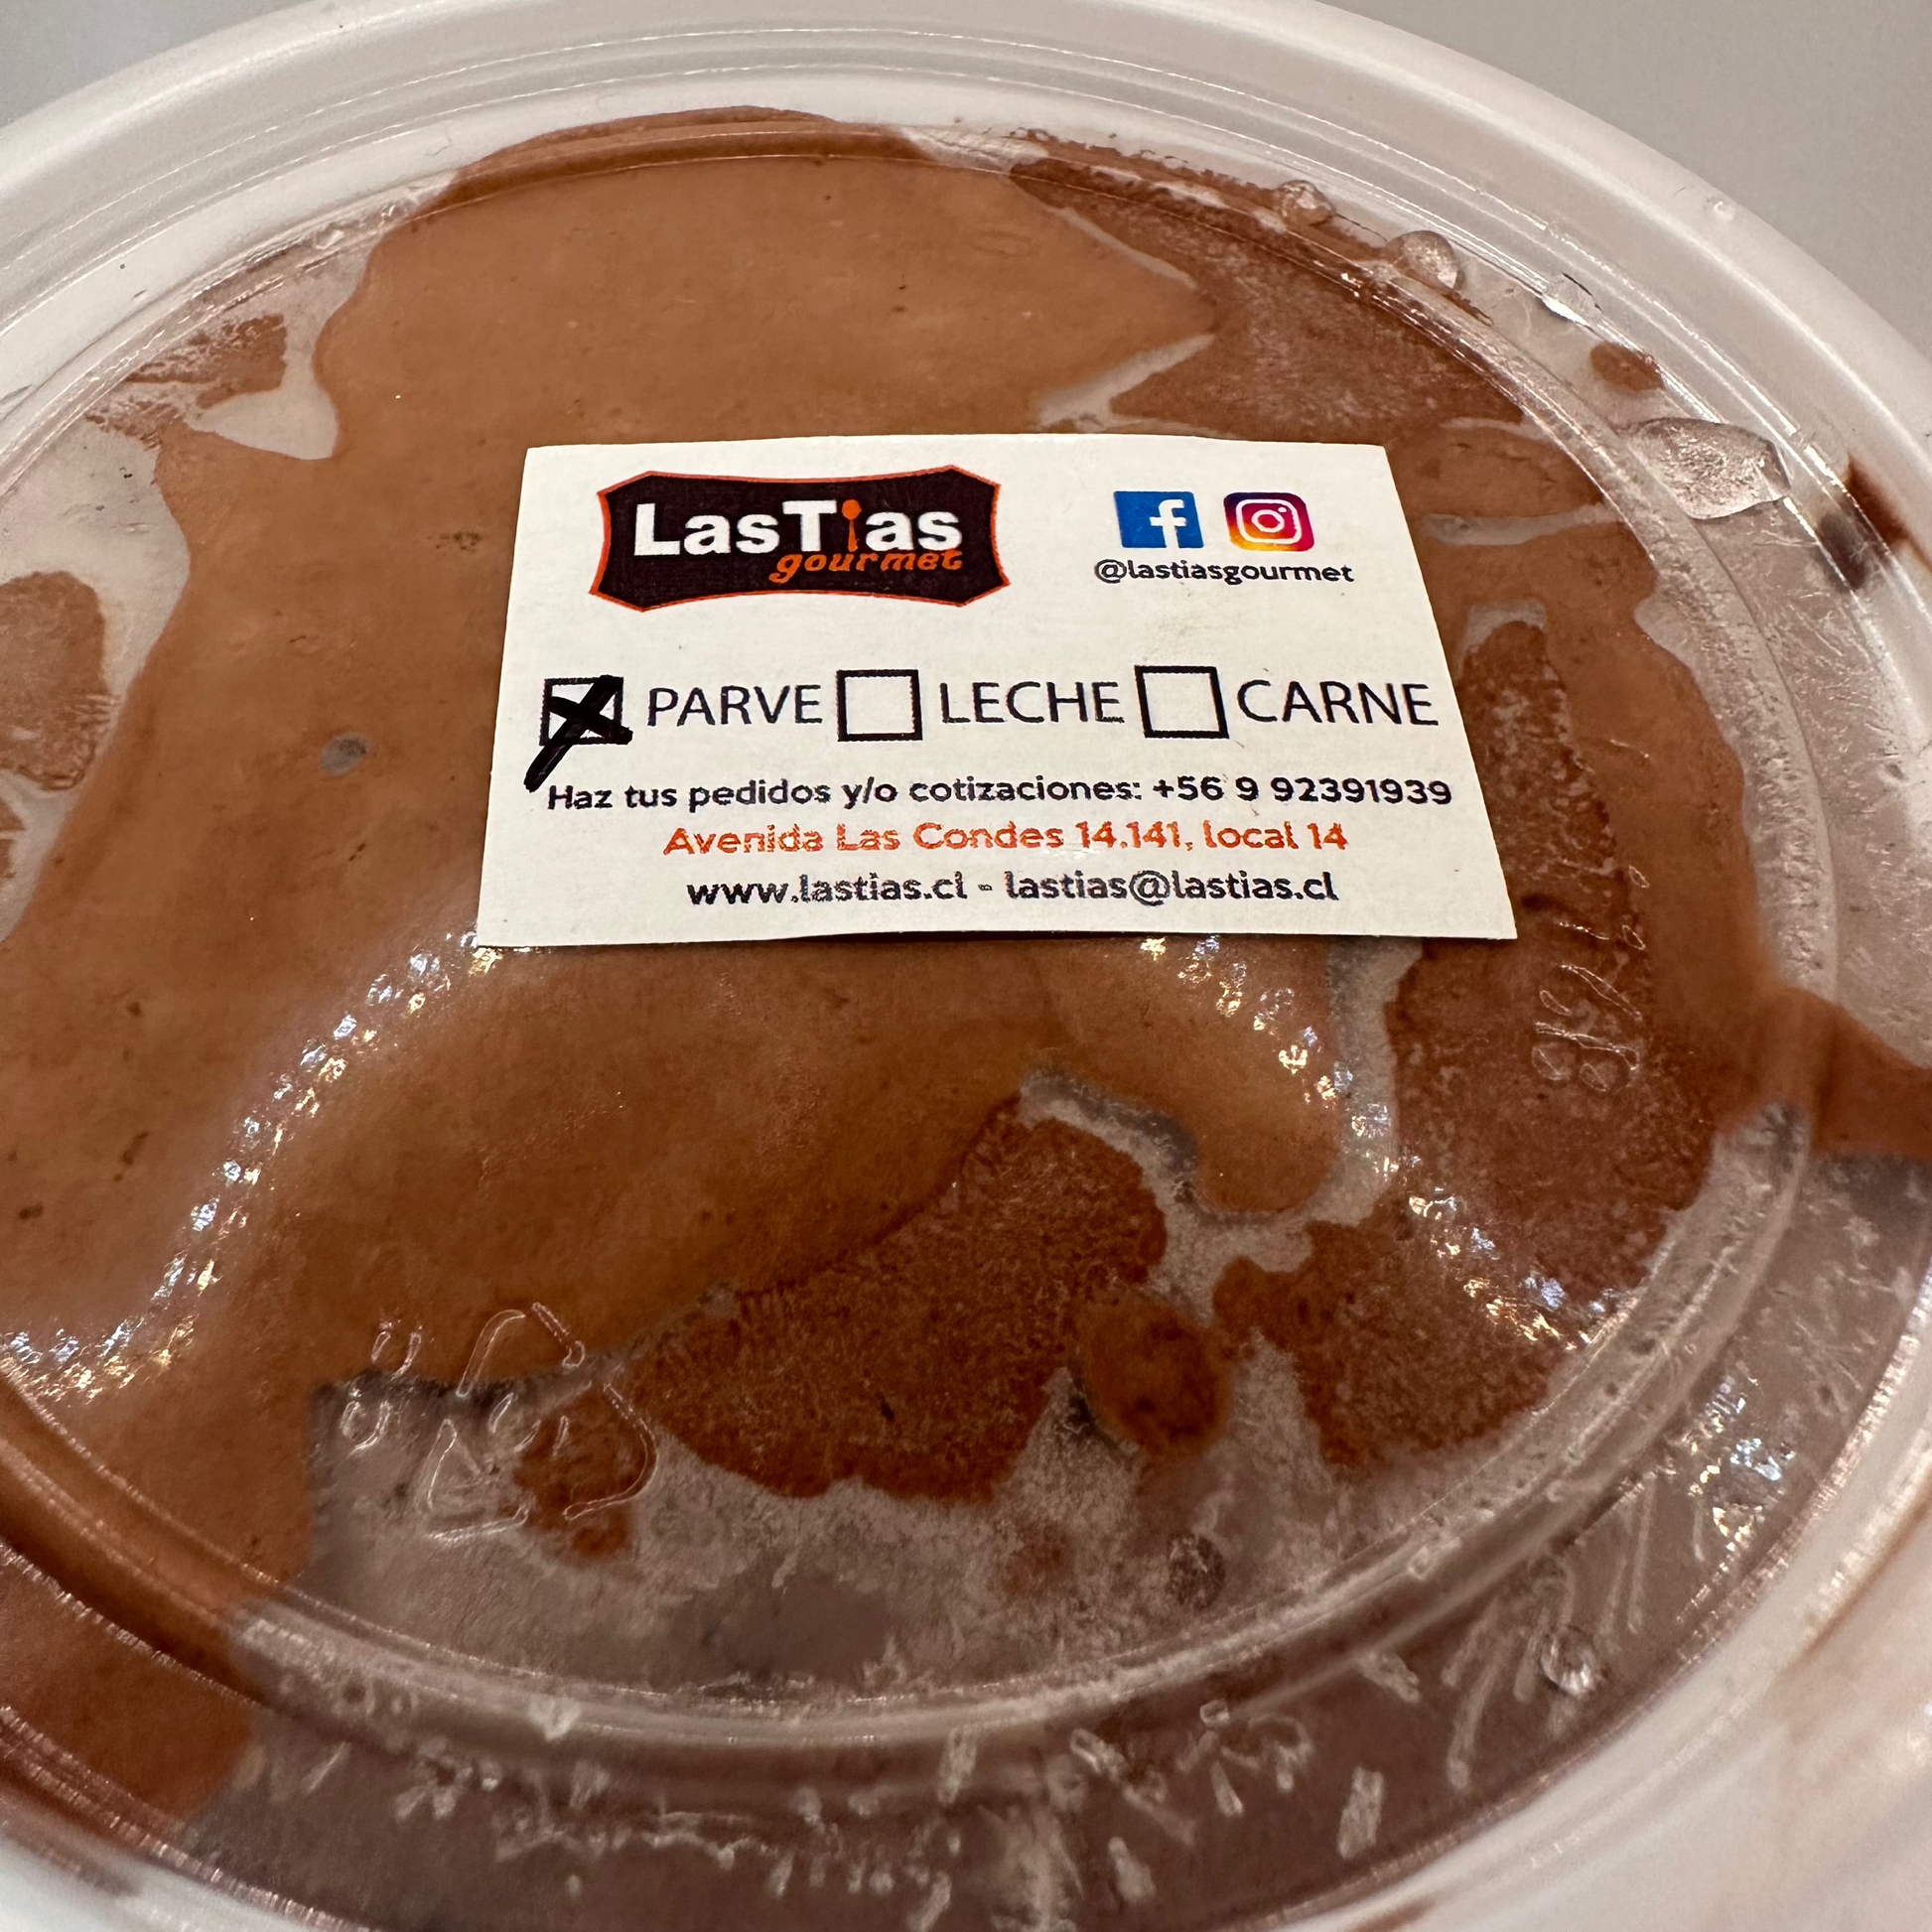 LasTias
gourmet
@lastiasgourmet
PARVE LECHE CARNE
Haz tus pedidos y/o cotizaciones: +56 9 92391939
Avenida Las Condes 14.141, local 14
www.lastias.cl - lastias@lastias.cl